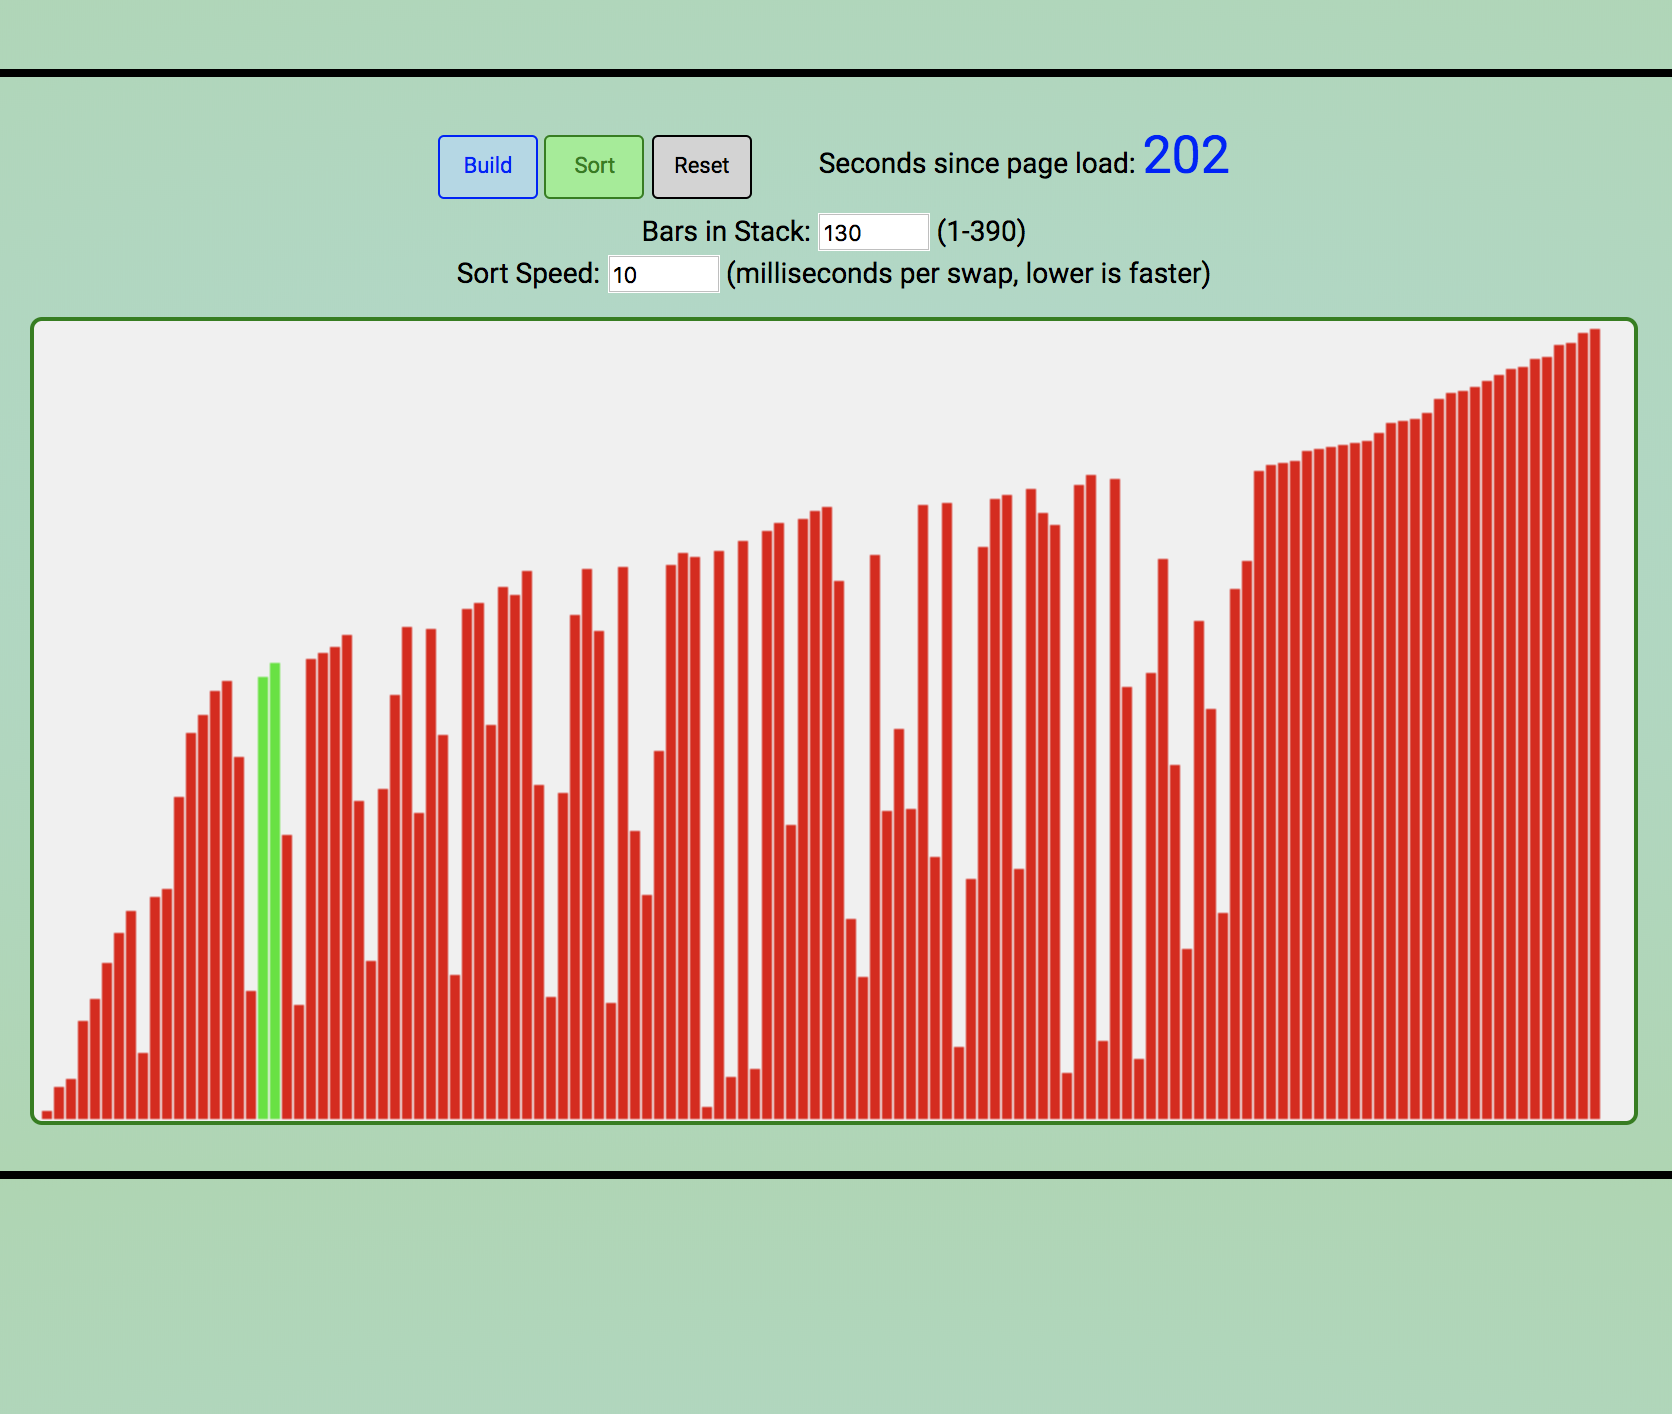 Build Sort Reset Seconds since page load: 202
Bars in Stack: 130 (1-390)
Sort Speed: 10 (milliseconds per swap, lower is faster)